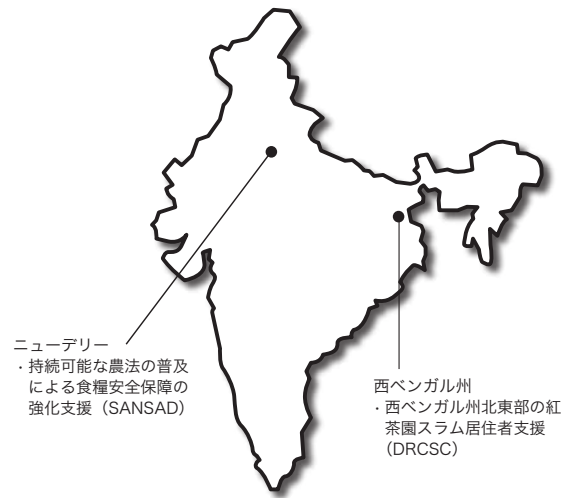 ニューデリー
・持続可能な農法の普及
による食糧安全保障の
強化支援（SANSAD）
西ベンガル州
・西ベンガル州北東部の紅
茶園スラム居住者支援
（DRCSC）